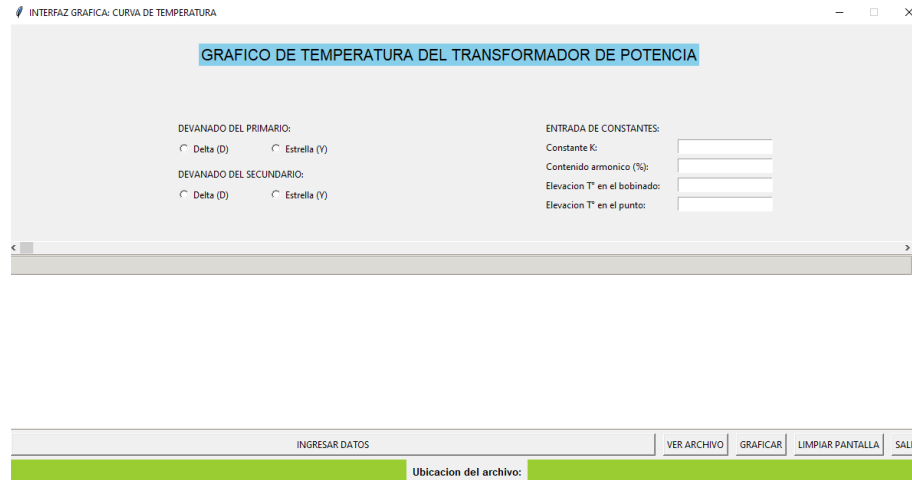 INTERFAZ GRAFICA: CURVA DE TEMPERATURA
GRAFICO DE TEMPERATURA DEL TRANSFORMADOR DE POTENCIA
DEVANADO DEL PRIMARIO:
Delta (D) Estrella (Y)
DEVANADO DEL SECUNDARIO:
Delta (D) Estrella (Y)
ENTRADA DE CONSTANTES:
Constante K:
Contenido armonico (%):
Elevacion T° en el bobinado:
Elevacion T° en el punto:
INGRESAR DATOS VER ARCHIVO GRAFICAR LIMPIAR PANTALLA
Ubicacion del archivo: